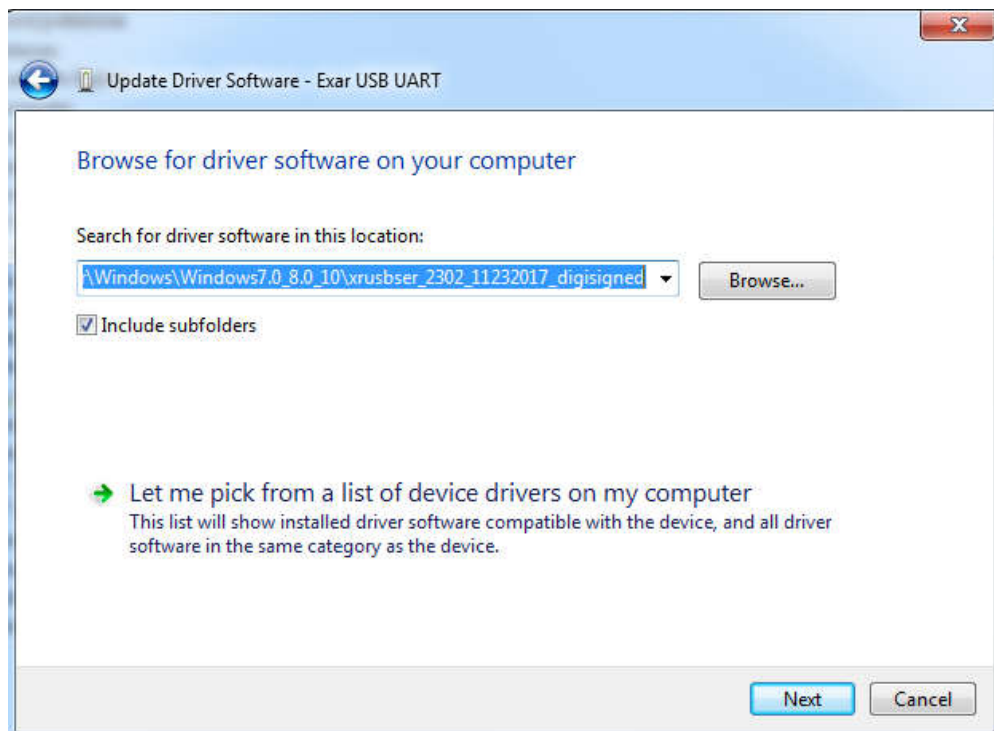 Update Driver Software - Exar USB UART
Browse for driver software on your computer
Search for driver software in this location:
\Windows\Windows7.0_8.0_10\xrusbser_2302_11232017_digisigned
Browse...
Include subfolders
Let me pick from a list of device drivers on my computer
This list will show installed driver software compatible with the device, and all driver
software in the same category as the device.
Next
Cancel